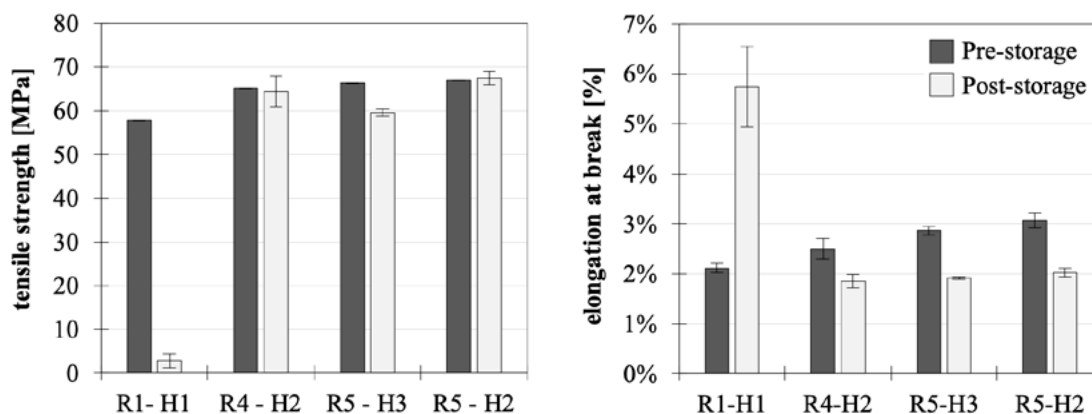 tensile strength [MPa]
80
70
60
50
40
30
20
10
0
R1- H1 R4 - H2 R5 - H3 R5 - H2
elongation at break [%]
7%
6%
5%
4%
3%
2%
1%
0%
Pre-storage
Post-storage
R1-H1 R4-H2 R5-H3 R5-H2